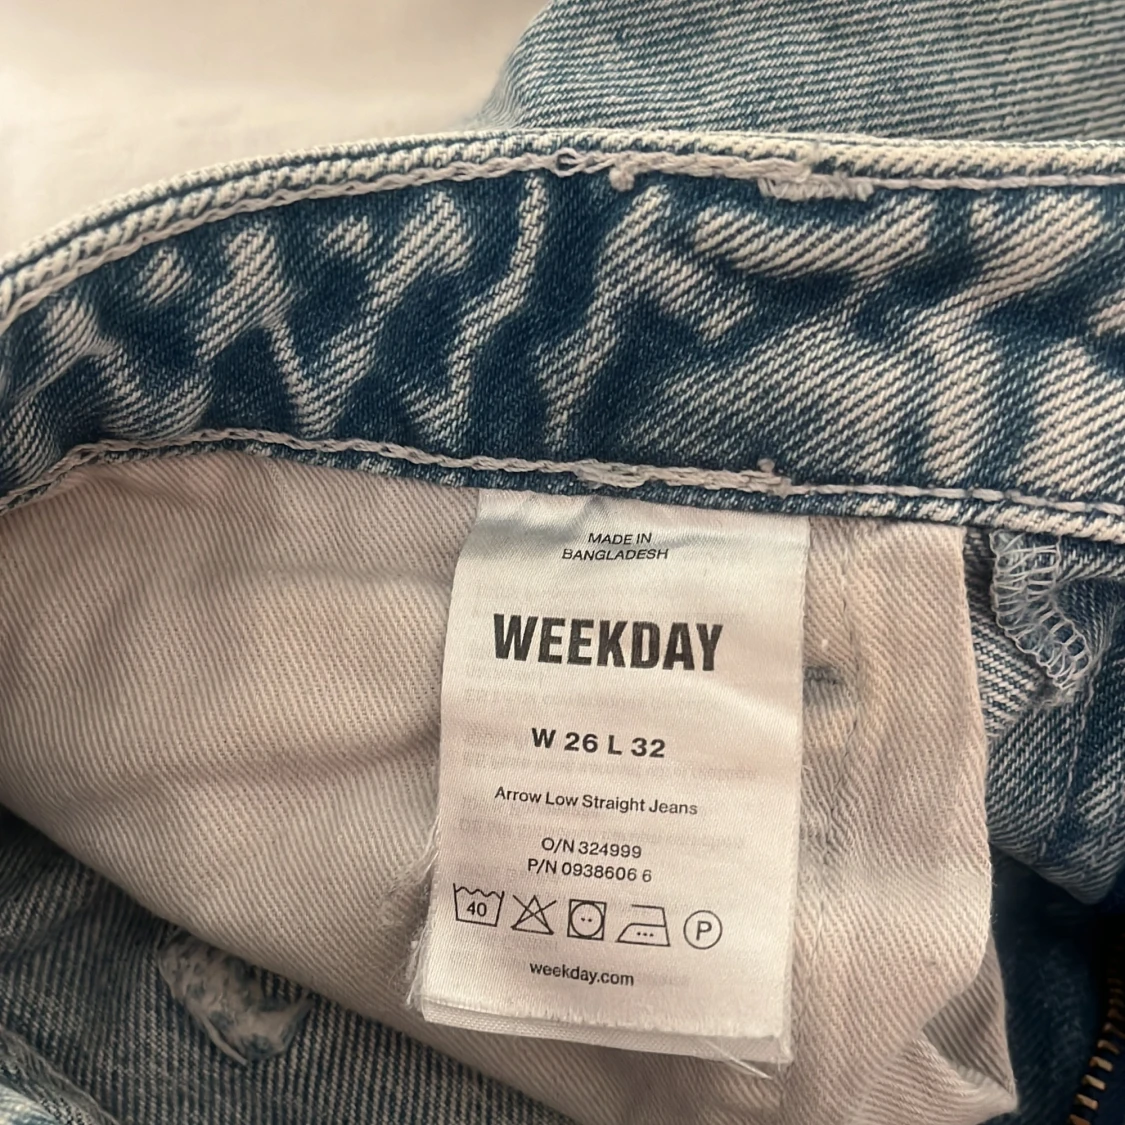 MADE IN
BANGLADESH
WEEKDAY
W 26 L 32
Arrow Low Straight Jeans
O/N 324999
P/N 0938606 6
40
P
weekday.com